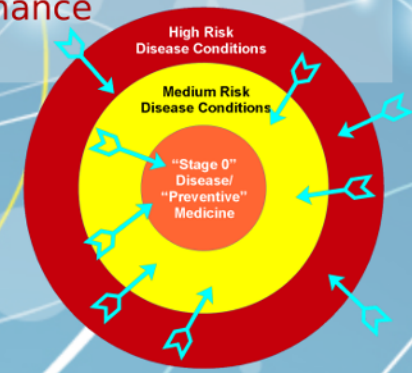 nance
High Risk
Disease Conditions
Medium Risk
Disease Conditions
“Stage 0”
Disease/
“Preventive”
Medicine